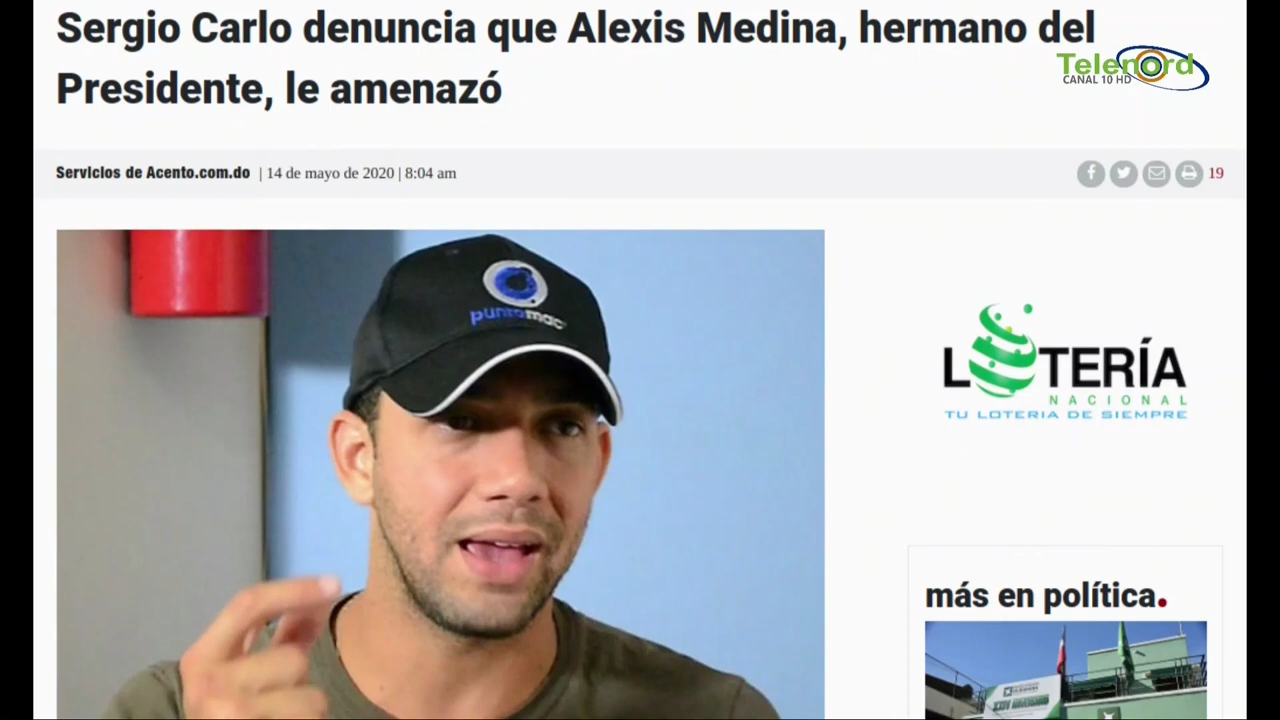 Sergio Carlo denuncia que Alexis Medina, hermano del
Presidente, le amenazó
Telenord
CANAL 10 HD
Servicios de Acento.com.do | 14 de mayo de 2020 | 8:04 am
19
puntomac
LOTERÍA
NACIONAL
TU LOTERIA DE SIEMPRE
más en política.